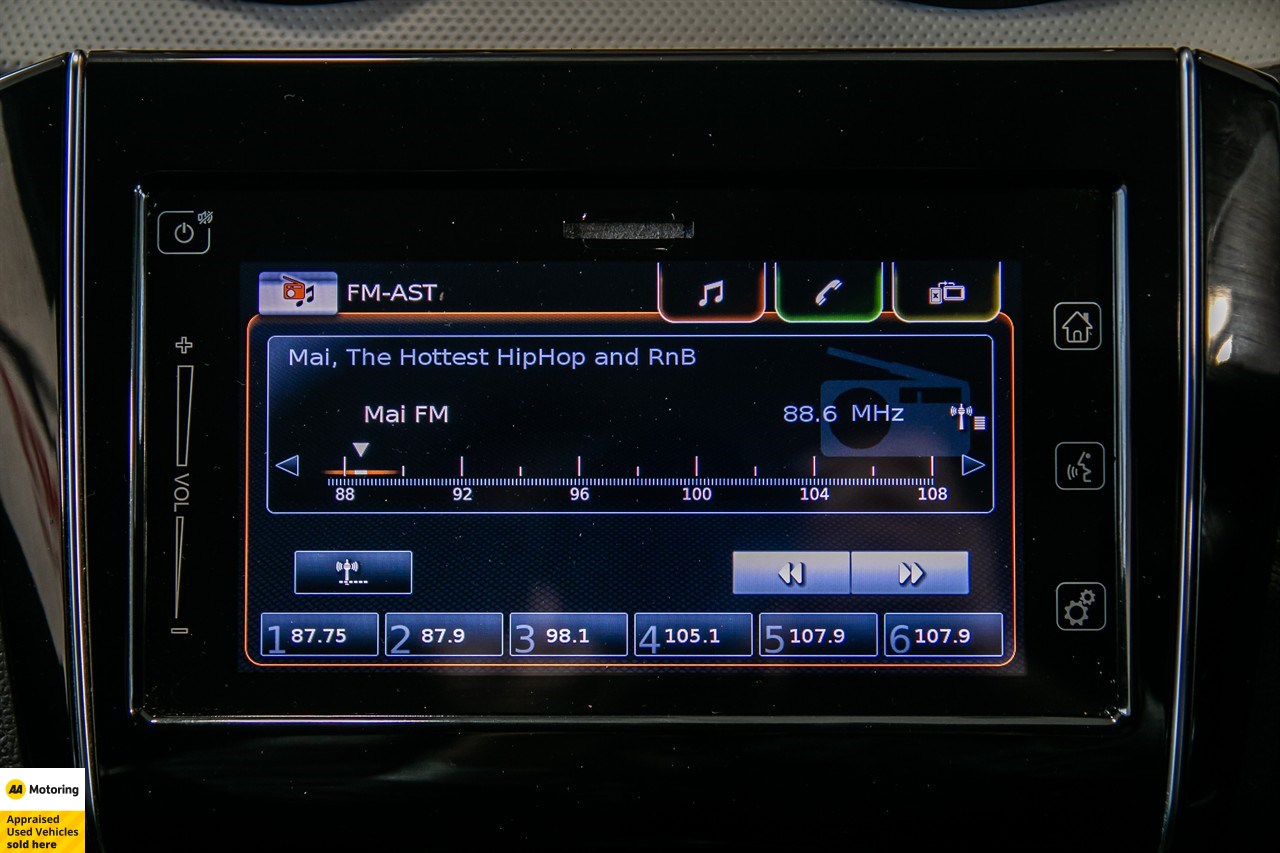 FM-AST
Mai, The Hottest HipHop and RnB
Mai FM
88.6 MHz
88 92 96 100 104 108
+
VOL
-
1 87.75
2 87.9
3 98.1
4 105.1
5 107.9
6 107.9
AA Motoring
Appraised
Used Vehicles
sold here